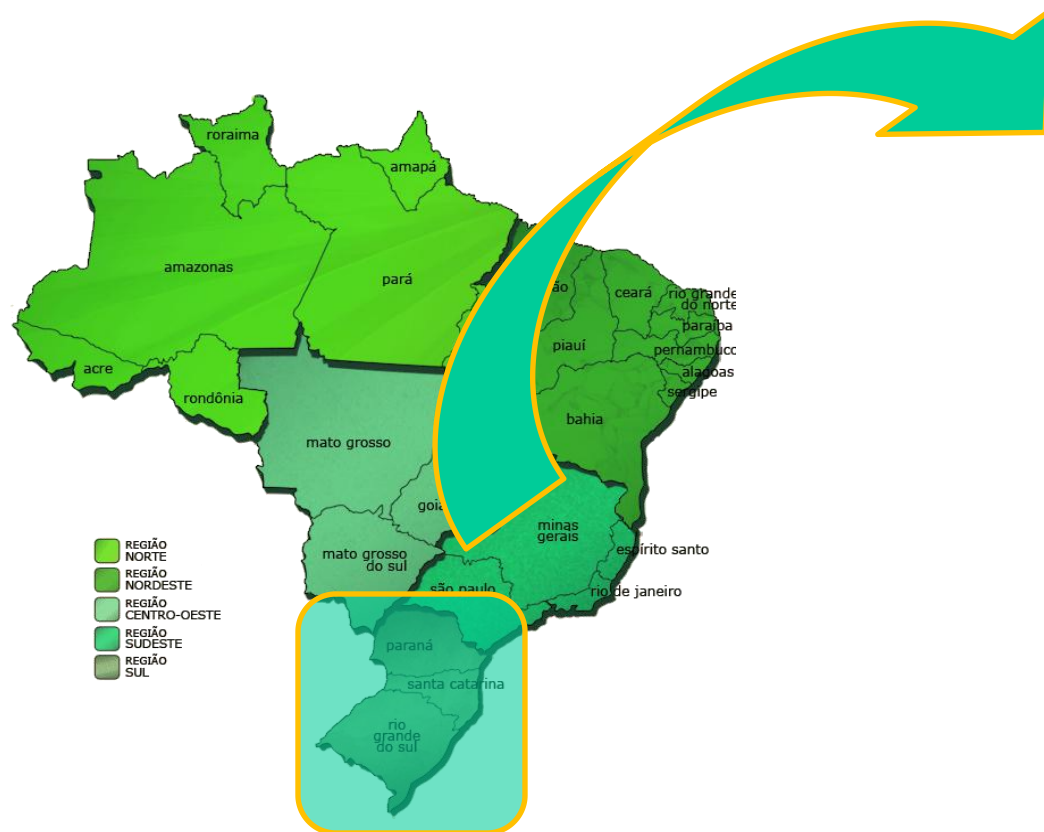 roraima
amapá
amazonas
pará
ão
ceará
rio grande
do norte
paraíba
piauí
pernambuco
alagoas
acre
sergipe
rondônia
bahia
mato grosso
goiá
minas
gerais
mato grosso
do sul
espírito santo
são paulo
rio de janeiro
REGIÃO
NORTE
REGIÃO
NORDESTE
REGIÃO
CENTRO-OESTE
REGIÃO
SUDESTE
REGIÃO
SUL
paraná
santa catarina
rio
grande
do sul